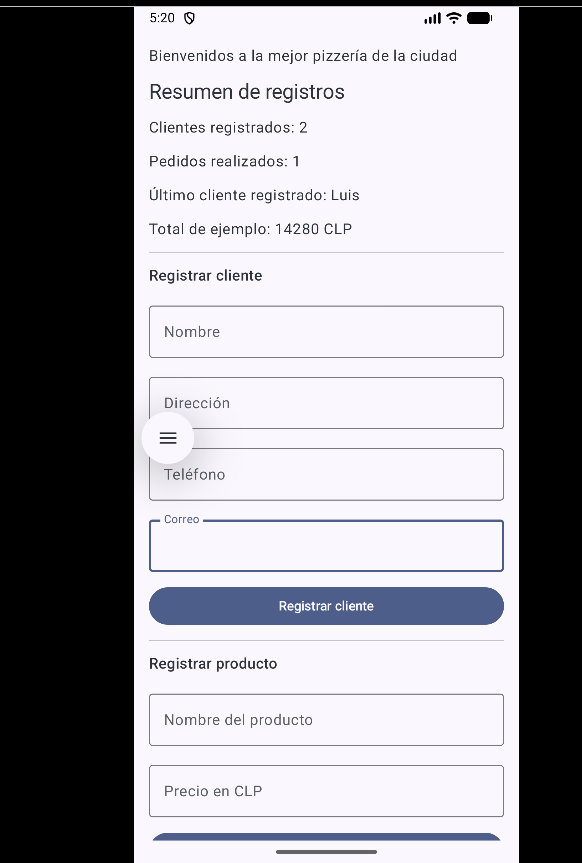 5:20
Bienvenidos a la mejor pizzería de la ciudad
Resumen de registros
Clientes registrados: 2
Pedidos realizados: 1
Último cliente registrado: Luis
Total de ejemplo: 14280 CLP
Registrar cliente
Nombre
Dirección
Teléfono
Correo
Registrar cliente
Registrar producto
Nombre del producto
Precio en CLP